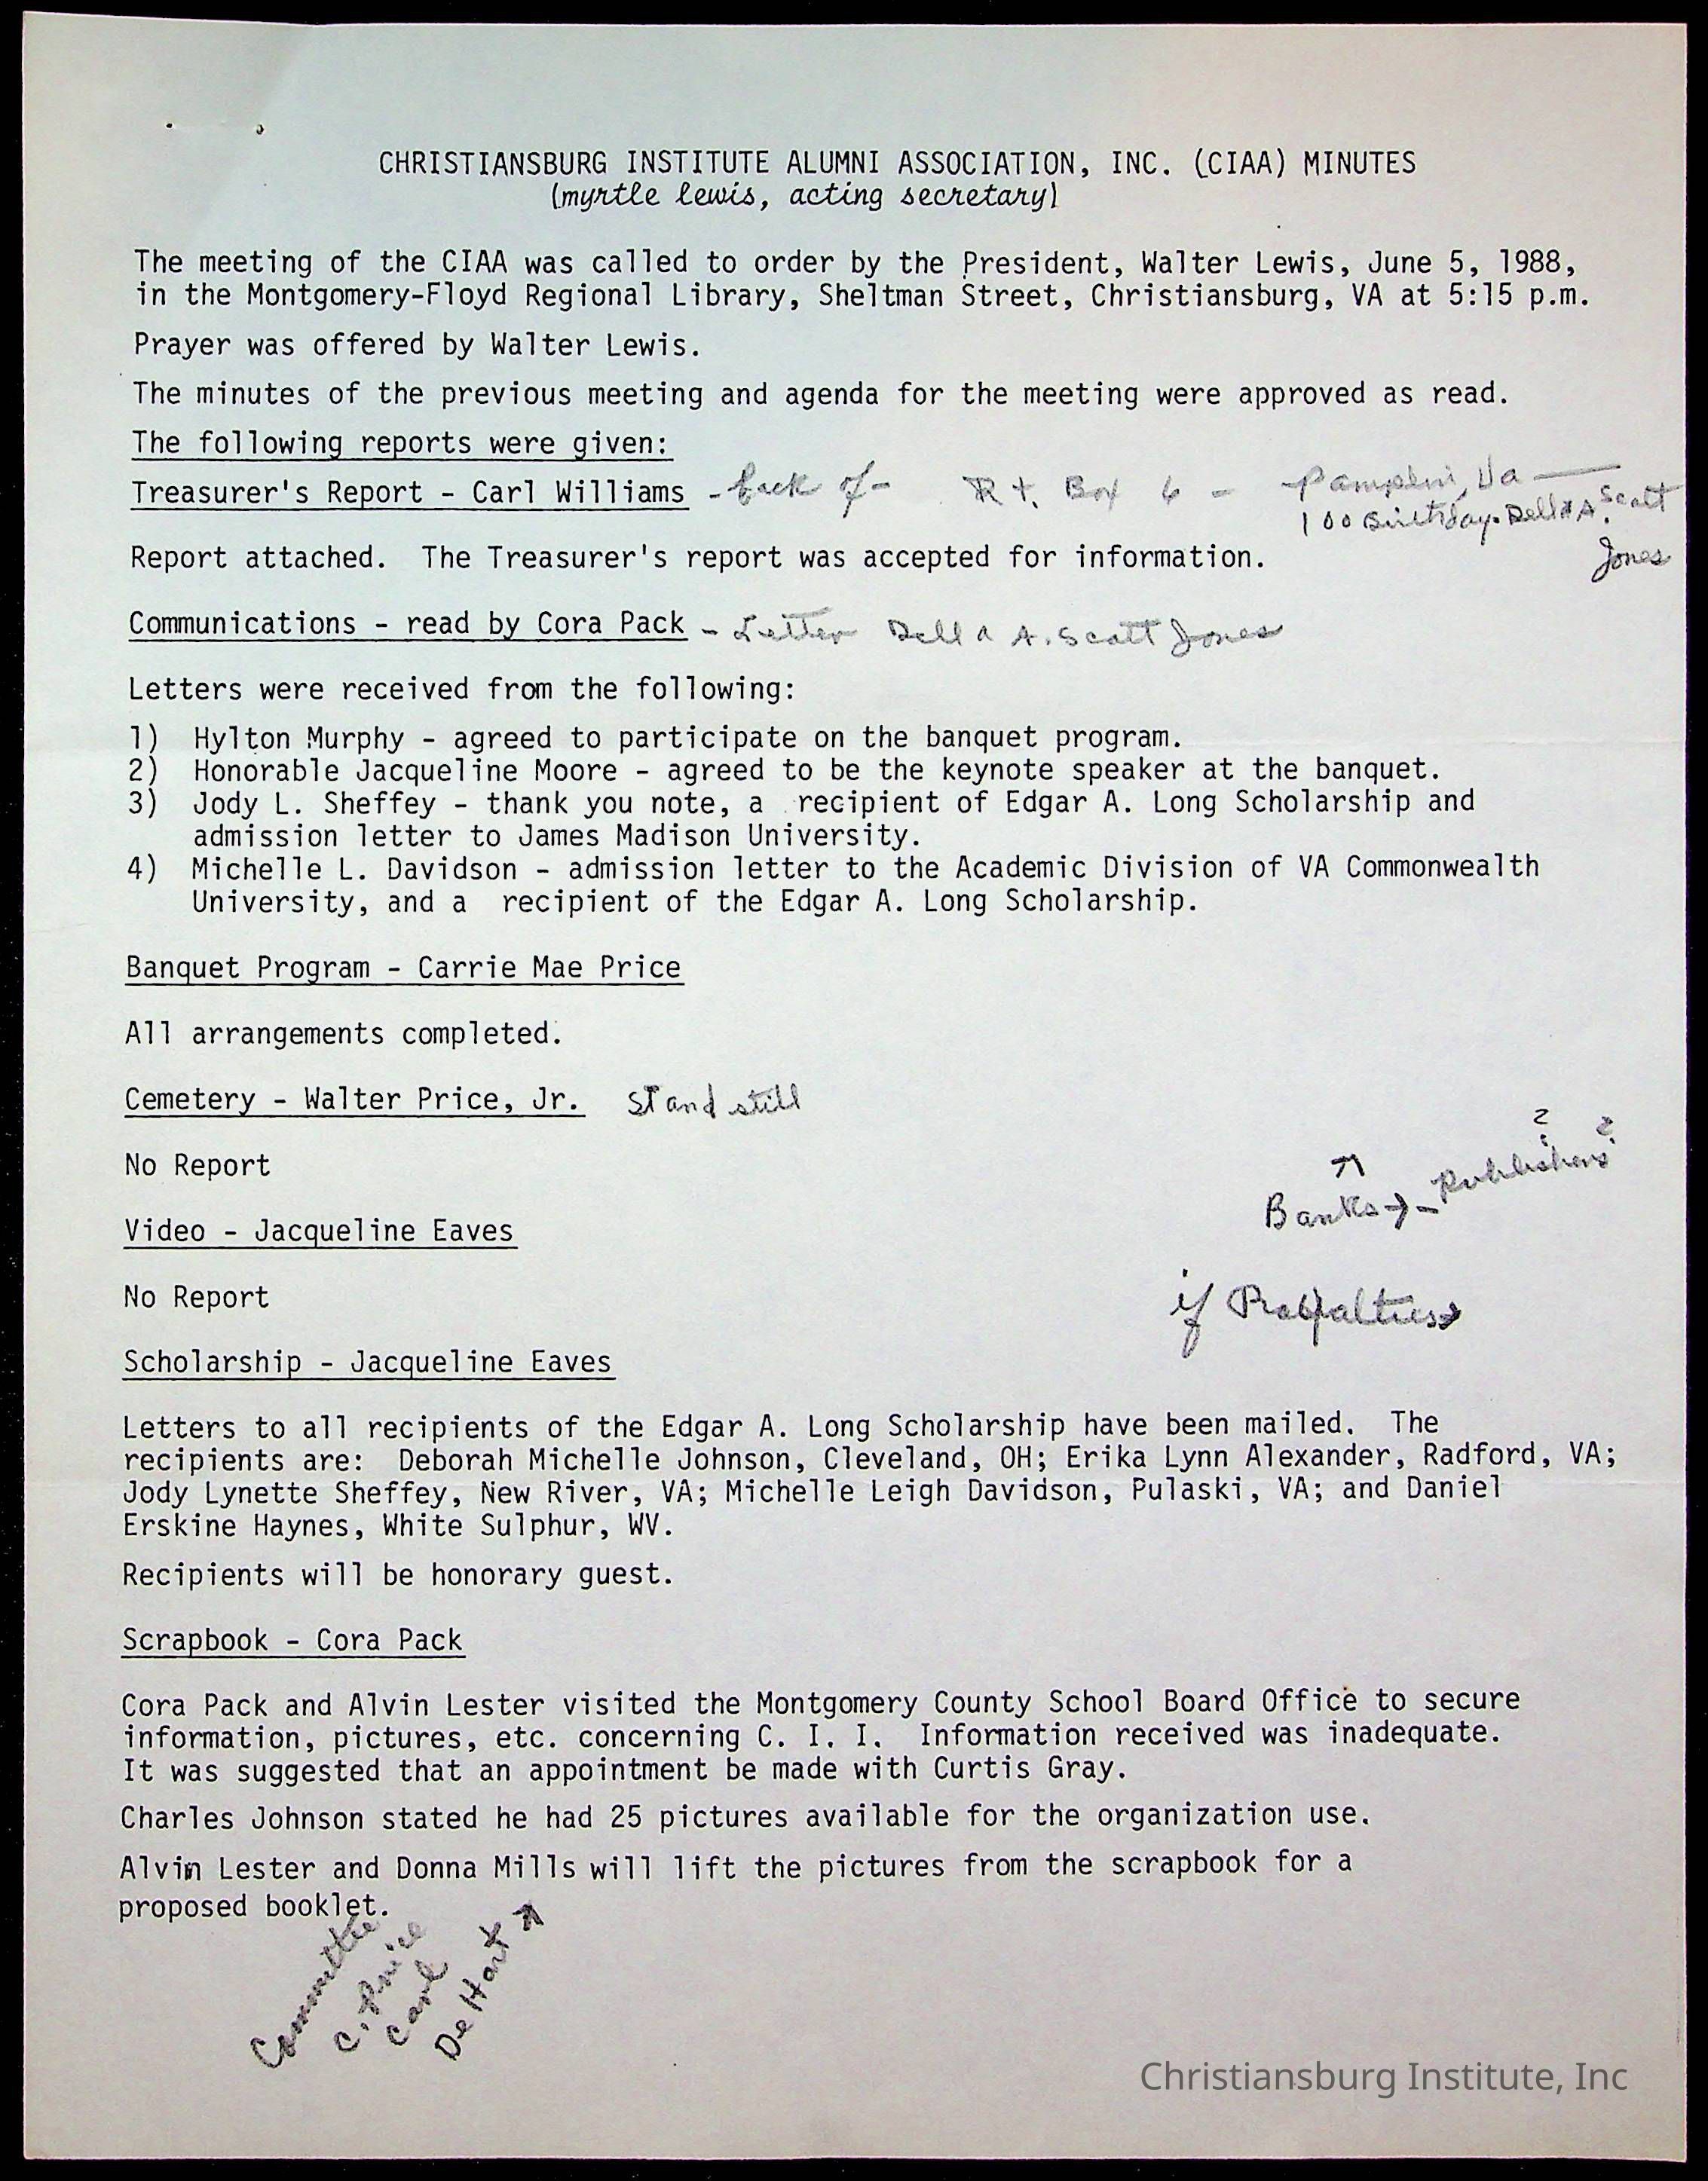 CHRISTIANSBURG INSTITUTE ALUMNI ASSOCIATION, INC. (CIAA) MINUTES
(myrtle lewis, acting secretary)
The meeting of the CIAA was called to order by the President, Walter Lewis, June 5, 1988,
in the Montgomery-Floyd Regional Library, Sheltman Street, Christiansburg, VA at 5:15 p.m.
Prayer was offered by Walter Lewis.
The minutes of the previous meeting and agenda for the meeting were approved as read.
The following reports were given:
Treasurer's Report - Carl Williams - back of - Rt. Box 6 - Pamplin, Va
100 Birthday. Della A. Scott
Jones
Report attached. The Treasurer's report was accepted for information.
Communications - read by Cora Pack - Letter Della A. Scott Jones
Letters were received from the following:
1) Hylton Murphy - agreed to participate on the banquet program.
2) Honorable Jacqueline Moore - agreed to be the keynote speaker at the banquet.
3) Jody L. Sheffey - thank you note, a recipient of Edgar A. Long Scholarship and
admission letter to James Madison University.
4) Michelle L. Davidson - admission letter to the Academic Division of VA Commonwealth
University, and a recipient of the Edgar A. Long Scholarship.
Banquet Program - Carrie Mae Price
All arrangements completed.
Cemetery - Walter Price, Jr. Stand still
No Report
Banks → - Publishers ? ?
Video - Jacqueline Eaves
No Report
if
Scholarship - Jacqueline Eaves
Letters to all recipients of the Edgar A. Long Scholarship have been mailed. The
recipients are: Deborah Michelle Johnson, Cleveland, OH; Erika Lynn Alexander, Radford, VA;
Jody Lynette Sheffey, New River, VA; Michelle Leigh Davidson, Pulaski, VA; and Daniel
Erskine Haynes, White Sulphur, WV.
Recipients will be honorary guest.
Scrapbook - Cora Pack
Cora Pack and Alvin Lester visited the Montgomery County School Board Office to secure
information, pictures, etc. concerning C. I. I. Information received was inadequate.
It was suggested that an appointment be made with Curtis Gray.
Charles Johnson stated he had 25 pictures available for the organization use.
Alvin Lester and Donna Mills will lift the pictures from the scrapbook for a
proposed booklet.
Committee
C. Price
Carl
DeHart
Christiansburg Institute, Inc